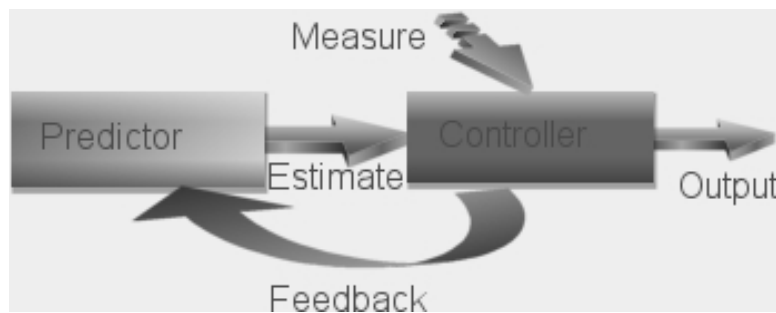 Measure
Predictor
Controller
Estimate
Output
Feedback